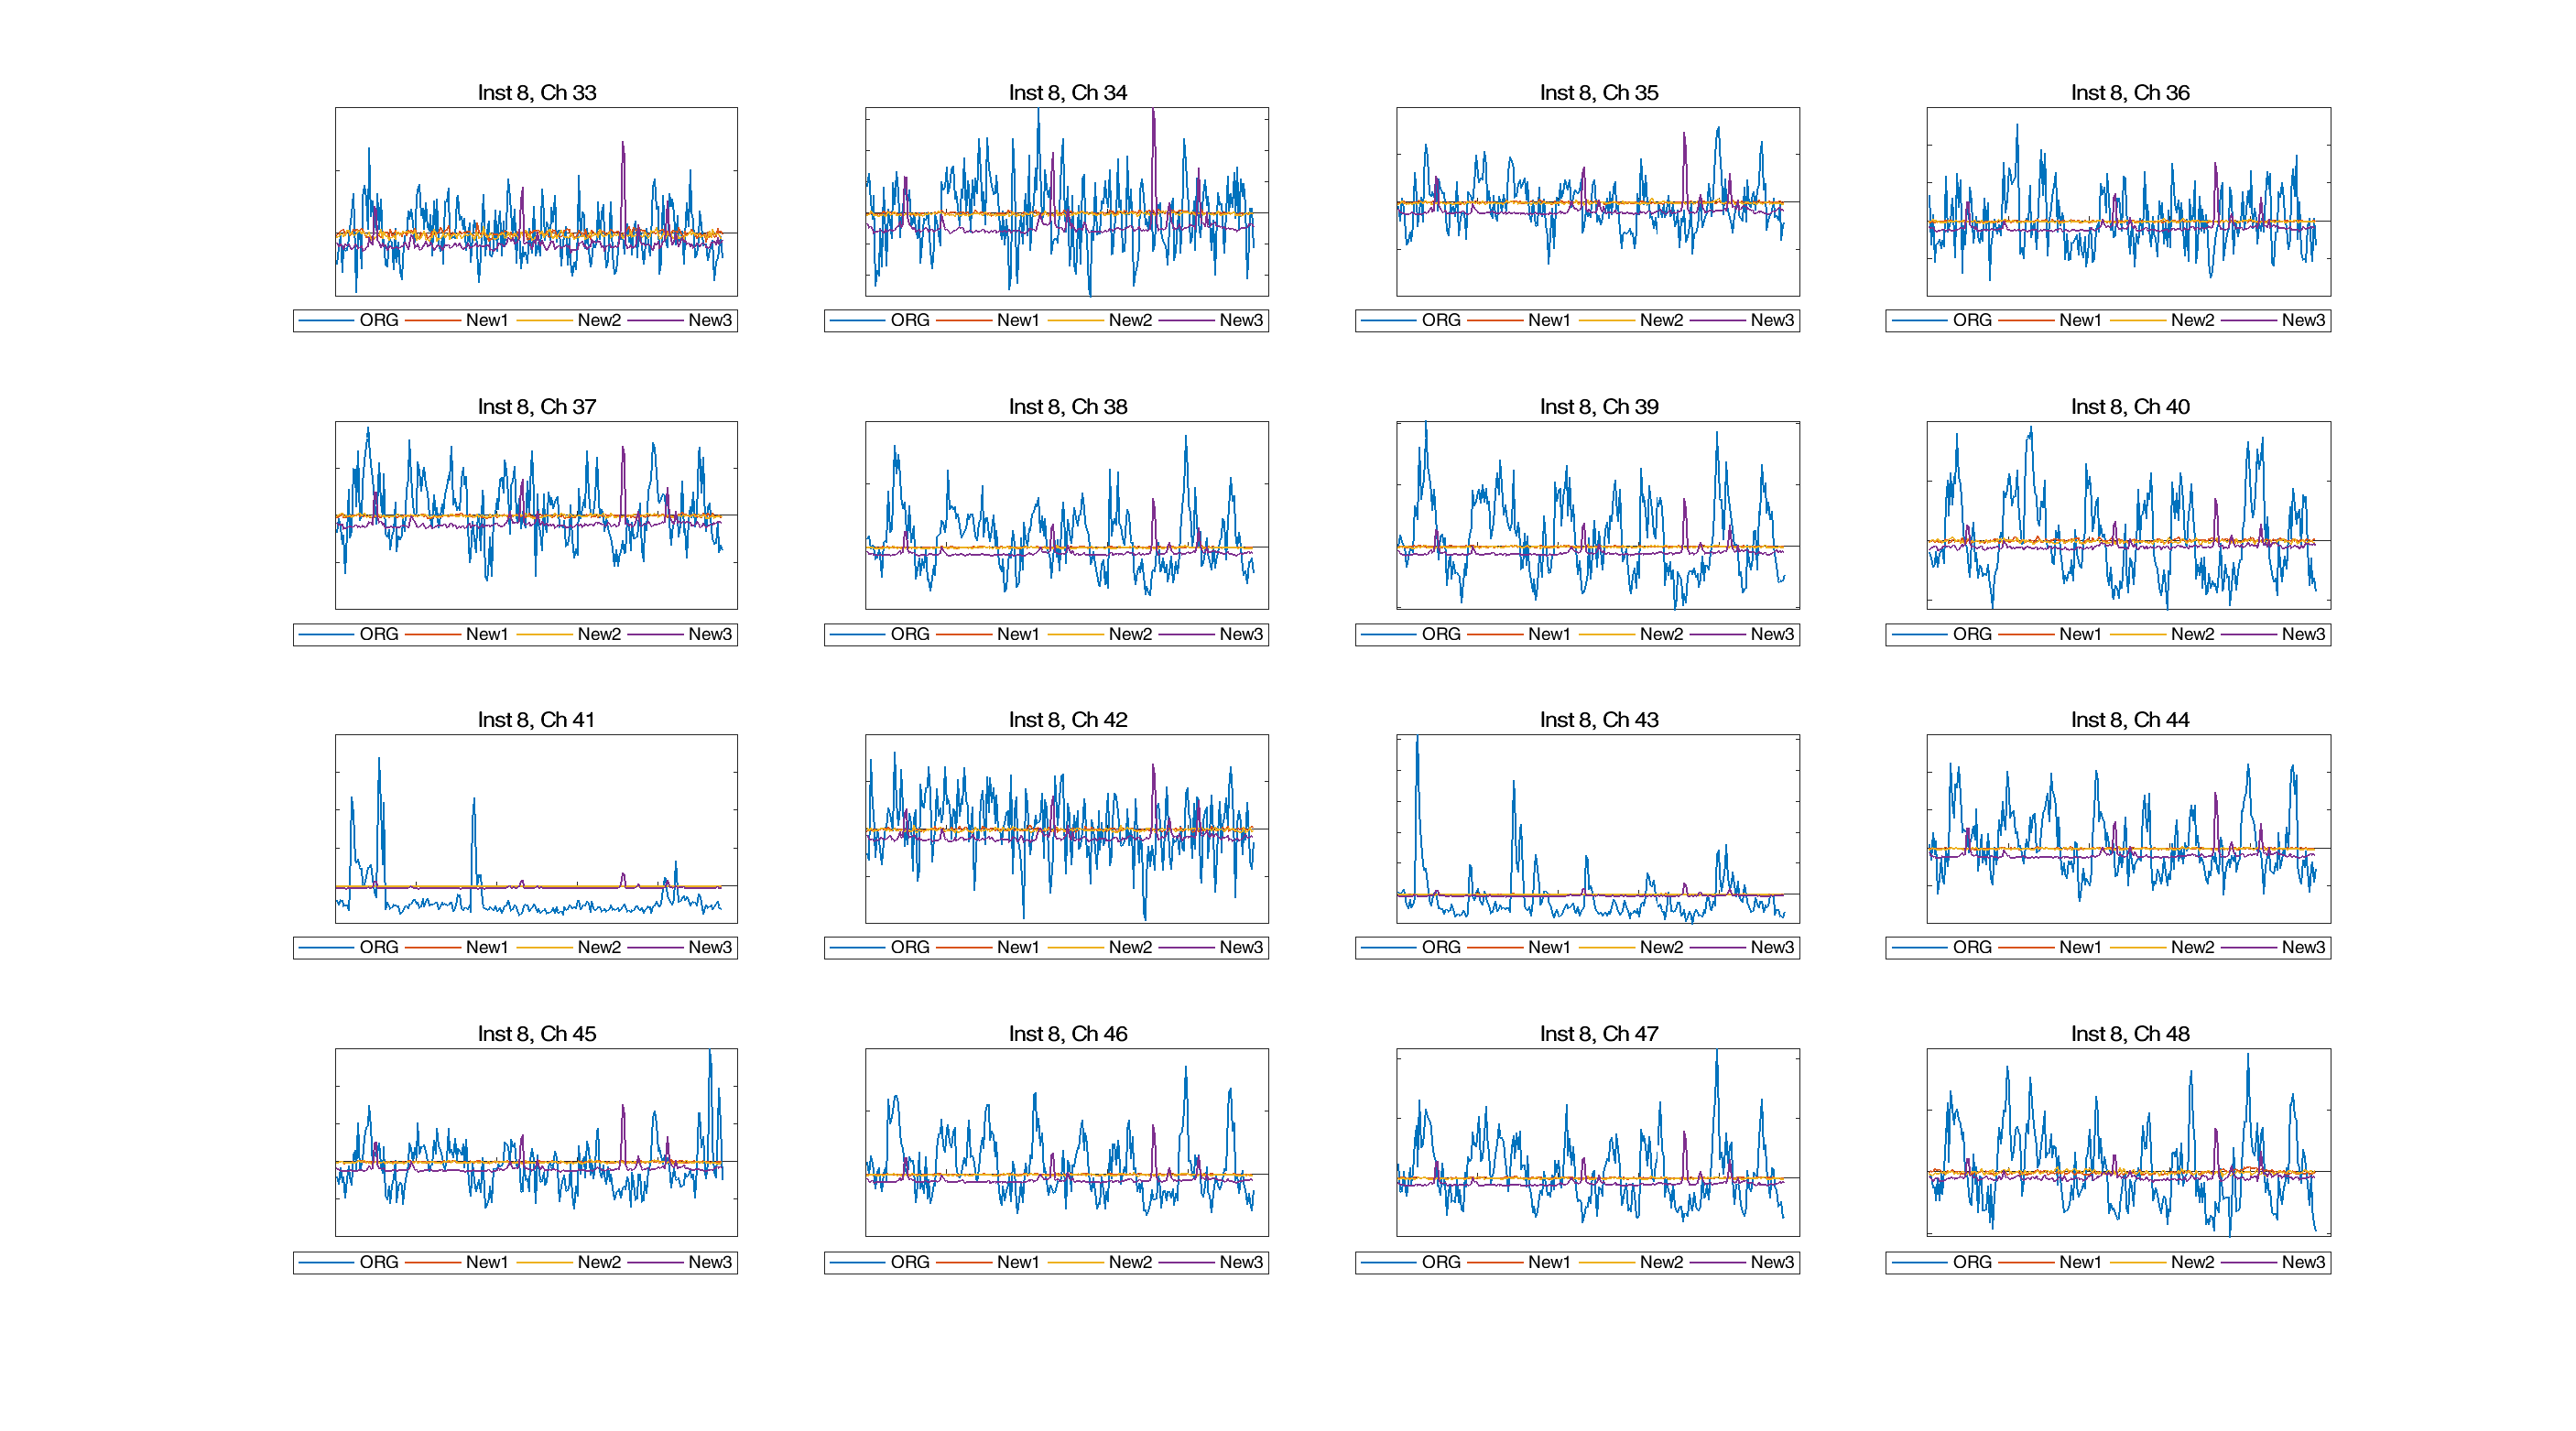 Inst 8, Ch 33
ORG New1 New2 New3
Inst 8, Ch 34
ORG New1 New2 New3
Inst 8, Ch 35
ORG New1 New2 New3
Inst 8, Ch 36
ORG New1 New2 New3
Inst 8, Ch 37
ORG New1 New2 New3
Inst 8, Ch 38
ORG New1 New2 New3
Inst 8, Ch 39
ORG New1 New2 New3
Inst 8, Ch 40
ORG New1 New2 New3
Inst 8, Ch 41
ORG New1 New2 New3
Inst 8, Ch 42
ORG New1 New2 New3
Inst 8, Ch 43
ORG New1 New2 New3
Inst 8, Ch 44
ORG New1 New2 New3
Inst 8, Ch 45
ORG New1 New2 New3
Inst 8, Ch 46
ORG New1 New2 New3
Inst 8, Ch 47
ORG New1 New2 New3
Inst 8, Ch 48
ORG New1 New2 New3